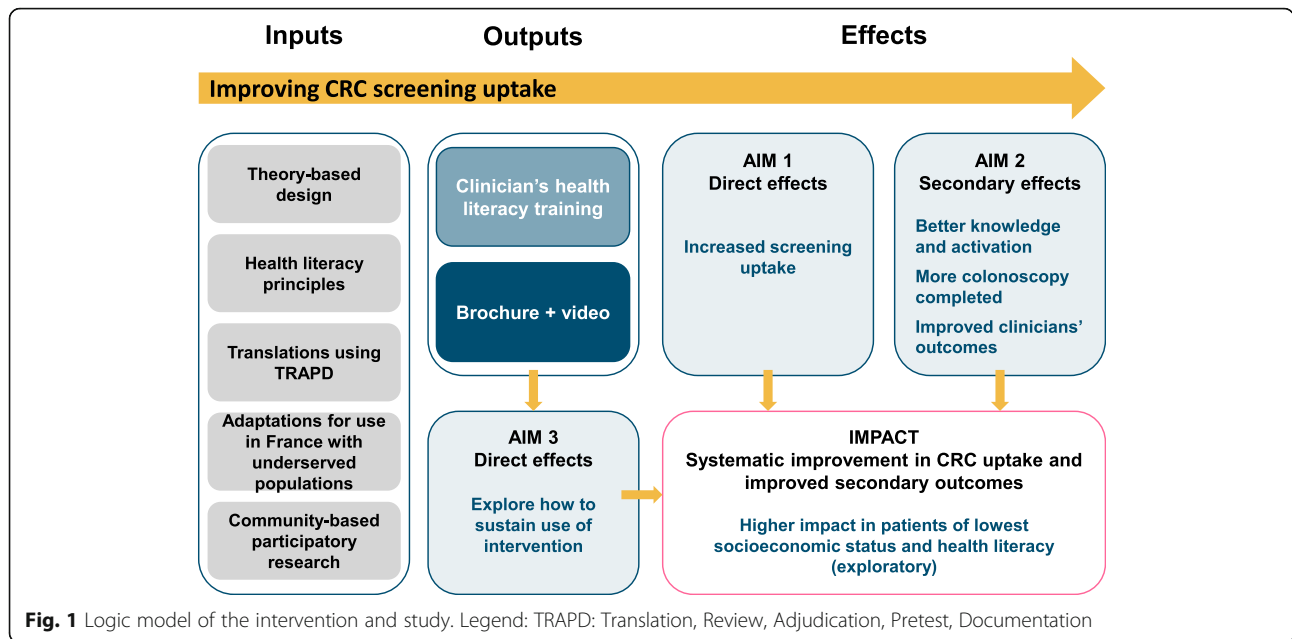 Inputs
Outputs
Effects
Improving CRC screening uptake
Theory-based
design
Health literacy
principles
Translations using
TRAPD
Adaptations for use
in France with
underserved
populations
Community-based
participatory
research
Clinician's health
literacy training
Brochure + video
AIM 1
Direct effects
Increased screening
uptake
AIM 2
Secondary effects
Better knowledge
and activation
More colonoscopy
completed
Improved clinicians'
outcomes
AIM 3
Direct effects
Explore how to
sustain use of
intervention
IMPACT
Systematic improvement in CRC uptake and
improved secondary outcomes
Higher impact in patients of lowest
socioeconomic status and health literacy
(exploratory)
Fig. 1 Logic model of the intervention and study. Legend: TRAPD: Translation, Review, Adjudication, Pretest, Documentation